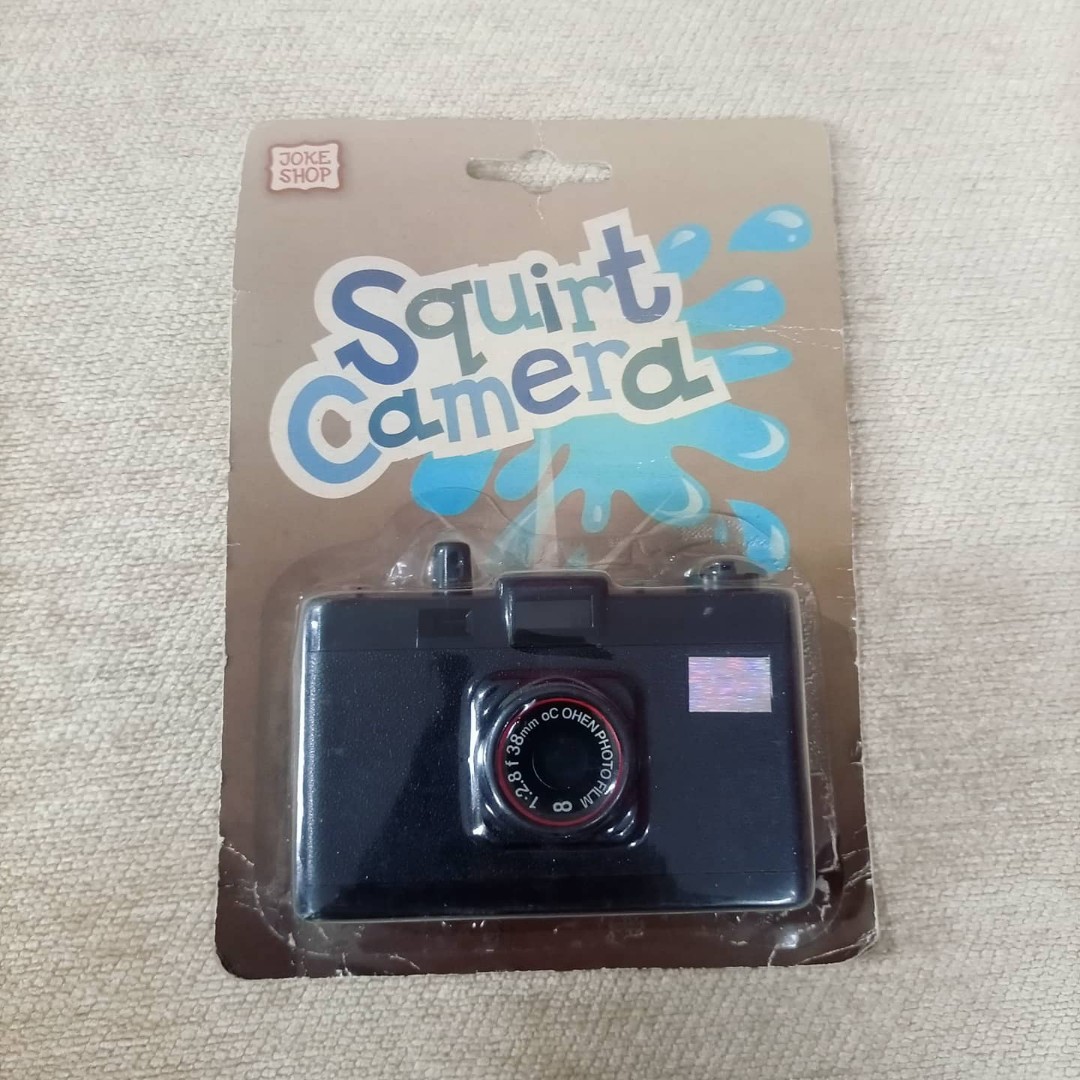 JOKE
SHOP
Squirt
Camera
1:2.8 f 38mm oC OHEN PHOTO FILM
8